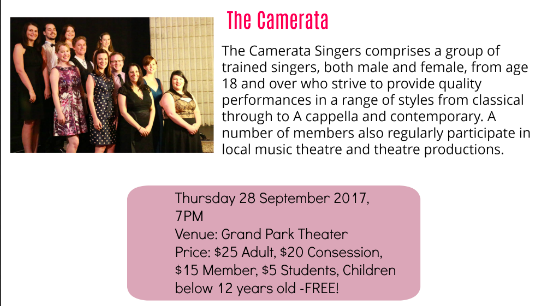 The Camerata
The Camerata Singers comprises a group of
trained singers, both male and female, from age
18 and over who strive to provide quality
performances in a range of styles from classical
through to A cappella and contemporary. A
number of members also regularly participate in
local music theatre and theatre productions.
Thursday 28 September 2017,
7PM
Venue: Grand Park Theater
Price: $25 Adult, $20 Consession,
$15 Member, $5 Students, Children
below 12 years old -FREE!